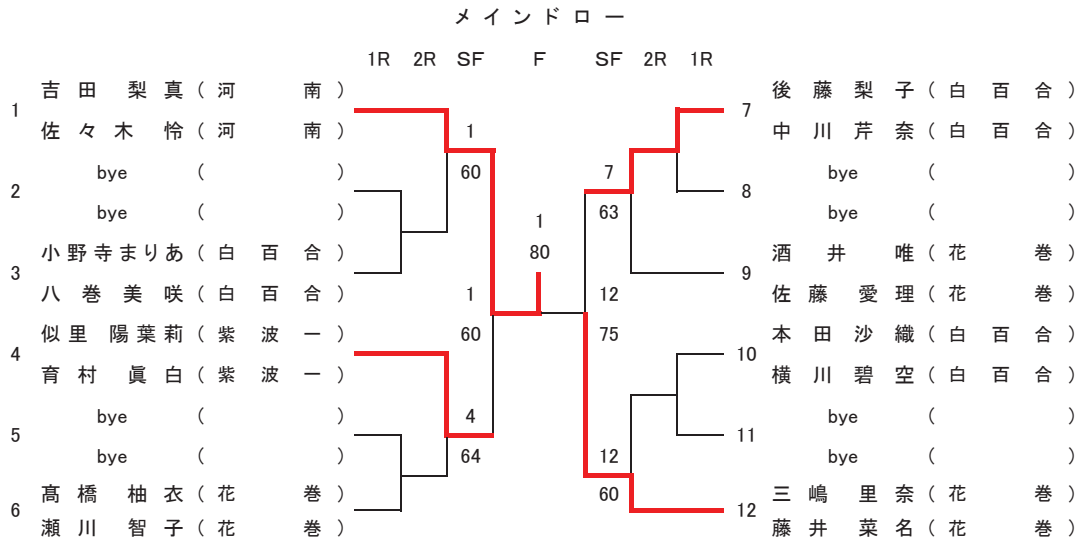 メインドロー
1R 2R SF F SF 2R 1R
吉田 梨真 (河南)
1
佐々木 怜 (河南)
bye ( )
2
bye ( )
小野寺まりあ (白百合)
3
八巻美咲 (白百合)
似里 陽葉莉 (紫波一)
4
育村 眞白 (紫波一)
bye ( )
5
bye ( )
髙橋 柚衣 (花巻)
6
瀬川 智子 (花巻)
1
60
1
60
4
64
1
80
7
63
12
75
12
60
後藤梨子 (白百合)
7
中川芹奈 (白百合)
bye ( )
8
bye ( )
酒井 唯 (花巻)
9
佐藤愛理 (花巻)
本田沙織 (白百合)
10
横川碧空 (白百合)
bye ( )
11
bye ( )
三嶋里奈 (花巻)
12
藤井菜名 (花巻)